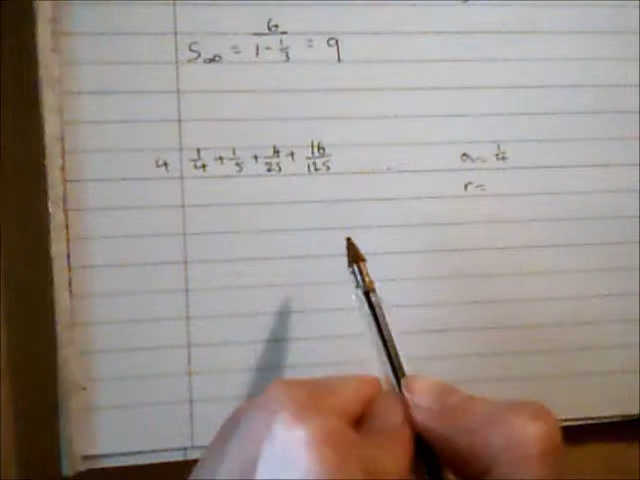 S∞ = 6/(1 - 1/3) = 9
4 1/4 + 1/5 + 4/25 + 16/125
a = 1/4
r =